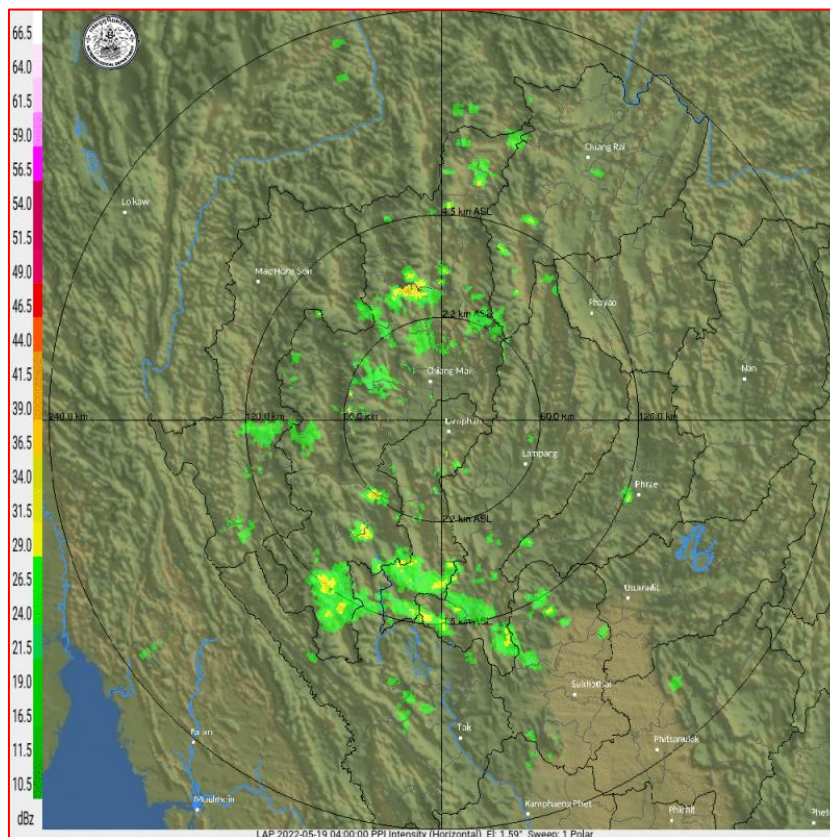 66.5
64.0
61.5
59.0
56.5
54.0
51.5
49.0
46.5
44.0
41.5
39.0
36.5
34.0
31.5
29.0
26.5
24.0
21.5
19.0
16.5
11.5
10.5
dBz
Chiang Rai
Loikaw
4.5 km ASL
Mae Hong Son
Phayao
2.2 km ASL
Chiang Mai
Nan
240.0 km
120.0 km
60.0 km
60.0 km
120.0 km
Lamphun
Lampang
Phrae
2.2 km ASL
Uttaradit
4.5 km ASL
Sukhothai
Tak
Phitsanulok
Moulmein
Kamphaeng Phet
Phichit
LAP 2022-05-19 04:00:00 PPI Intensity (Horizontal) El: 1.59° Sweep: 1 Polar